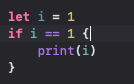 let i = 1
if i == 1 {
    print(i)
}